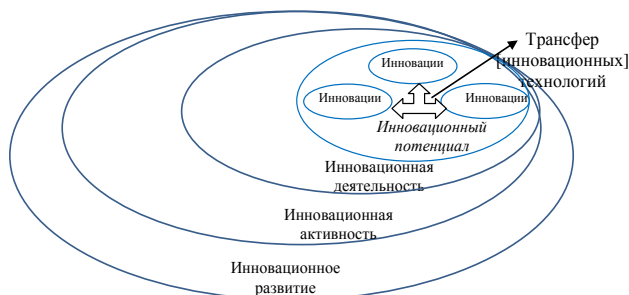 Трансфер
[инновационных]
технологий
Инновации
Инновации
Инновации
Инновационный
потенциал
Инновационная
деятельность
Инновационная
активность
Инновационное
развитие